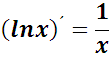 (lnx)′ = 1/x